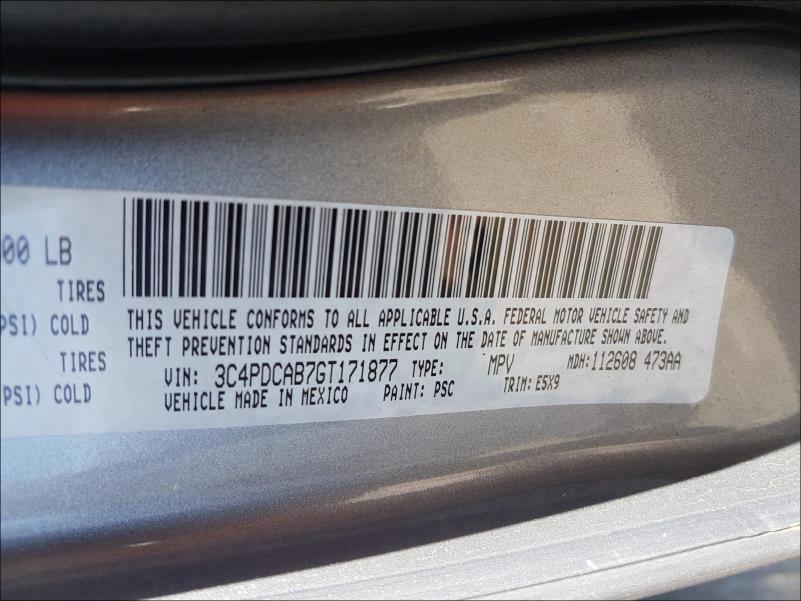 00 LB
TIRES
PSI) COLD
TIRES
PSI) COLD
THIS VEHICLE CONFORMS TO ALL APPLICABLE U.S.A. FEDERAL MOTOR VEHICLE SAFETY AND
THEFT PREVENTION STANDARDS IN EFFECT ON THE DATE OF MANUFACTURE SHOWN ABOVE.
VIN: 3C4PDCAB7GT171877 TYPE: MPV MDH:112608 473AA
VEHICLE MADE IN MEXICO PAINT: PSC TRIM: E5X9